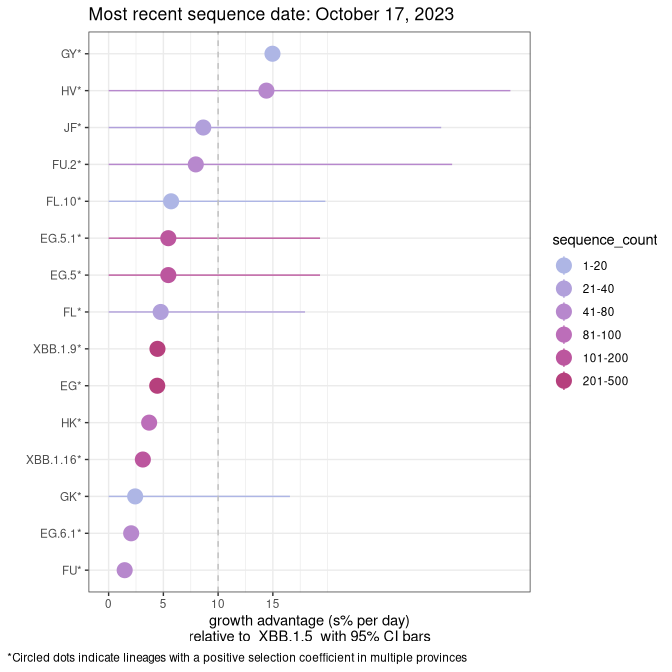 Most recent sequence date: October 17, 2023
GY*
HV*
JF*
FU.2*
FL.10*
EG.5.1*
EG.5*
FL*
XBB.1.9*
EG*
HK*
XBB.1.16*
GK*
EG.6.1*
FU*
0 5 10 15
growth advantage (s% per day)
relative to XBB.1.5 with 95% CI bars
sequence_count
1-20
21-40
41-80
81-100
101-200
201-500
*Circled dots indicate lineages with a positive selection coefficient in multiple provinces